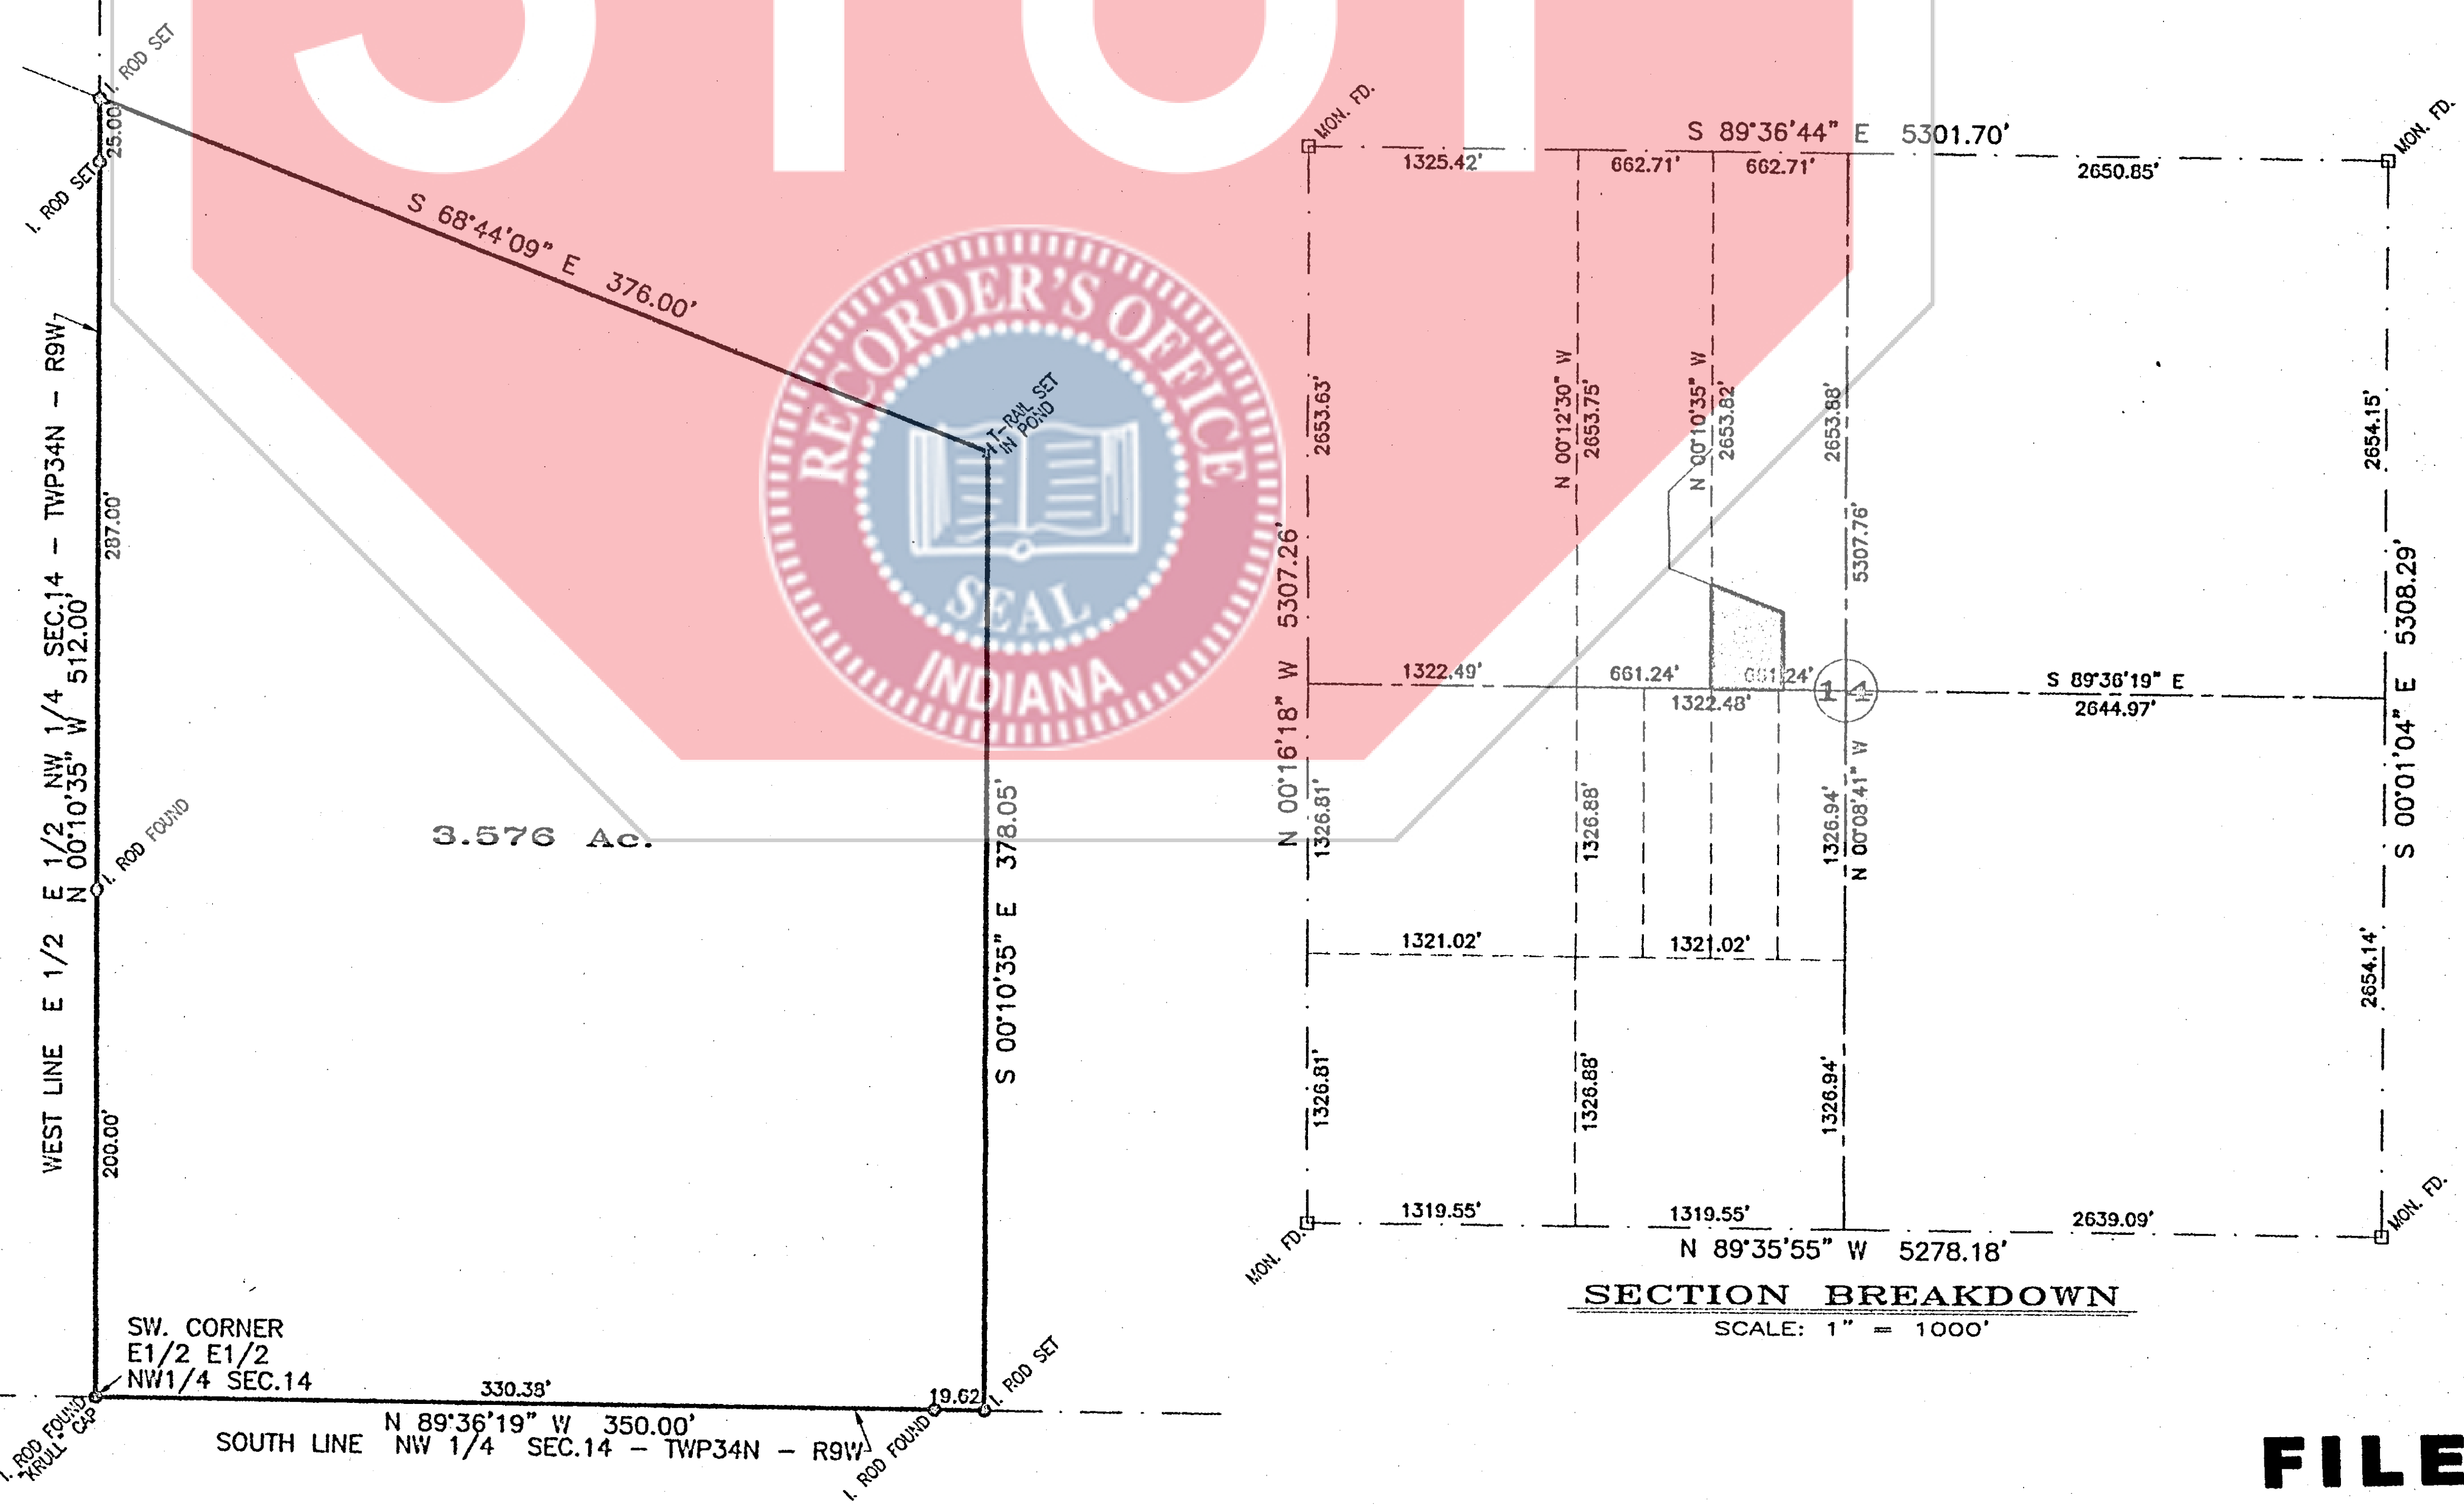 STOP
I. ROD SET
25.00'
I. ROD SET
S 68°44'09" E 376.00'
T-RAIL SET
IN POND
WEST LINE E 1/2 E 1/2 NW 1/4 SEC.14 - TWP34N - R9W
N 00°10'35" W 512.00'
287.00'
I. ROD FOUND
200.00'
3.576 Ac.
S 00°10'35" E 378.05'
SW. CORNER
E1/2 E1/2
NW1/4 SEC.14
I. ROD FOUND
"KRULL" CAP
330.38'
19.62'
I. ROD SET
N 89°36'19" W 350.00'
SOUTH LINE NW 1/4 SEC.14 - TWP34N - R9W
I. ROD FOUND
RECORDER'S OFFICE
SEAL
INDIANA
MON. FD.
S 89°36'44" E 5301.70'
MON. FD.
1325.42'
662.71'
662.71'
2650.85'
2653.63'
N 00°12'30" W
2653.75'
N 00°10'35" W
2653.82'
2653.88'
2654.15'
N 00°16'18" W 5307.26'
5307.76'
S 00°01'04" E 5308.29'
1322.49'
661.24'
661.24'
1322.48'
14
S 89°36'19" E
2644.97'
1326.81'
1326.88'
1326.94'
N 00°08'41" W
1321.02'
1321.02'
2654.14'
1326.81'
1326.88'
1326.94'
1319.55'
1319.55'
2639.09'
MON. FD.
MON. FD.
N 89°35'55" W 5278.18'
SECTION BREAKDOWN
SCALE: 1" = 1000'
FILE